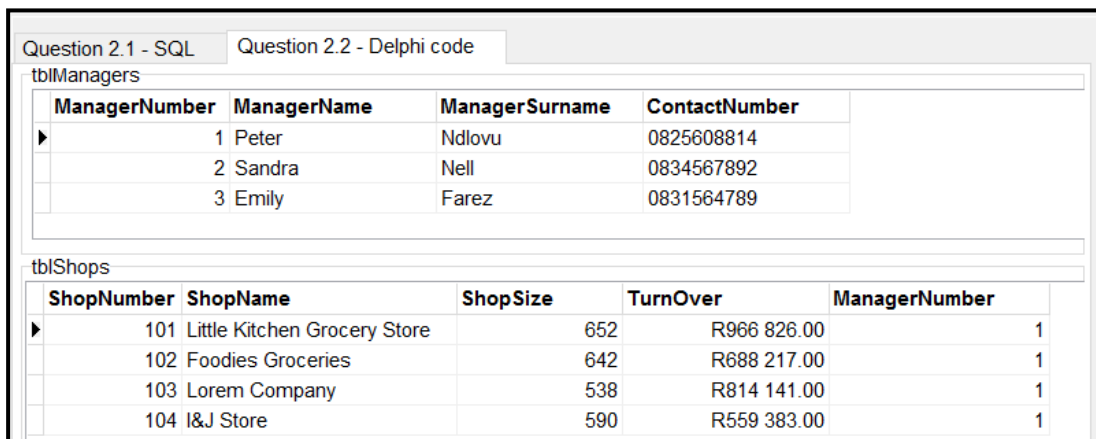 Question 2.1 - SQL Question 2.2 - Delphi code
tblManagers
ManagerNumber ManagerName ManagerSurname ContactNumber
1 Peter Ndlovu 0825608814
2 Sandra Nell 0834567892
3 Emily Farez 0831564789
tblShops
ShopNumber ShopName ShopSize TurnOver ManagerNumber
101 Little Kitchen Grocery Store 652 R966 826.00 1
102 Foodies Groceries 642 R688 217.00 1
103 Lorem Company 538 R814 141.00 1
104 I&J Store 590 R559 383.00 1